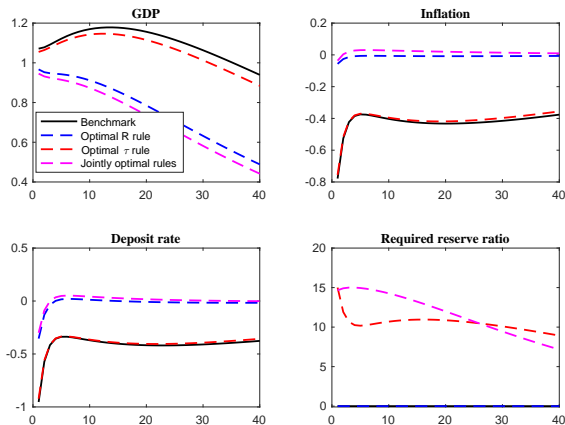 GDP
1.2
1
0.8
0.6
0.4
0 10 20 30 40
Benchmark
Optimal R rule
Optimal τ rule
Jointly optimal rules
Inflation
-0.2
0
-0.2
-0.4
-0.6
-0.8
0 10 20 30 40
Deposit rate
0.5
0
-0.5
-1
0 10 20 30 40
Required reserve ratio
20
15
10
5
0
0 10 20 30 40